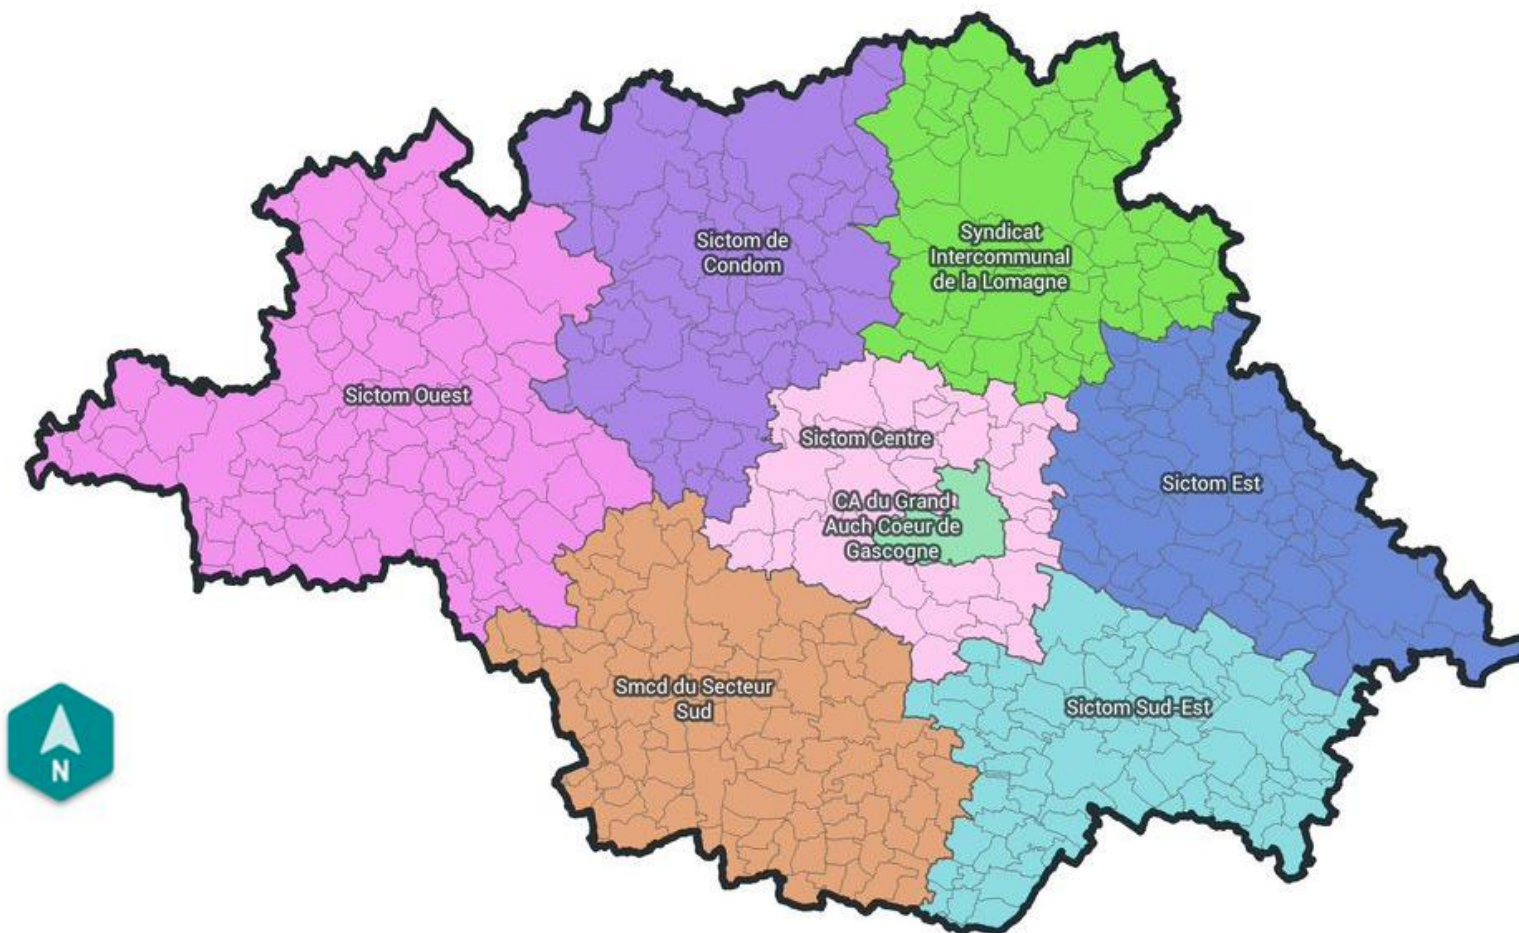 Syndicat
Intercommunal
de la Lomagne
Sictom de
Condom
Sictom Ouest
Sictom Centre
Sictom Est
CA du Grand
Auch Coeur de
Gascogne
Smcd du Secteur
Sud
Sictom Sud-Est
N